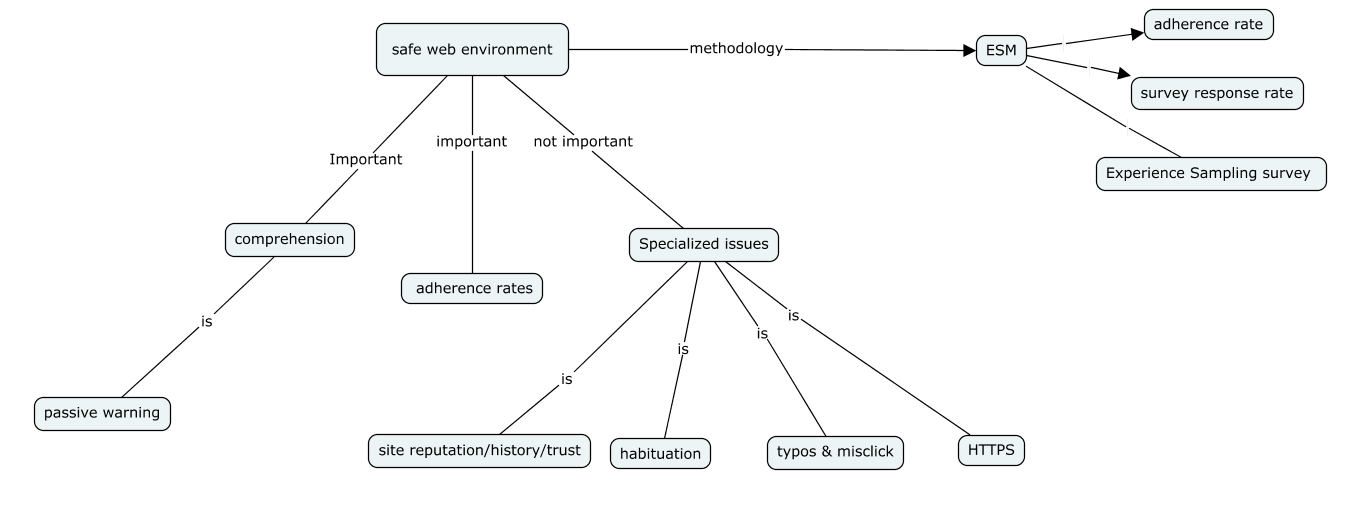 adherence rate
safe web environment
methodology
ESM
survey response rate
important
not important
Important
Experience Sampling survey
comprehension
Specialized issues
adherence rates
is
is
is
is
is
passive warning
site reputation/history/trust
habituation
typos & misclick
HTTPS